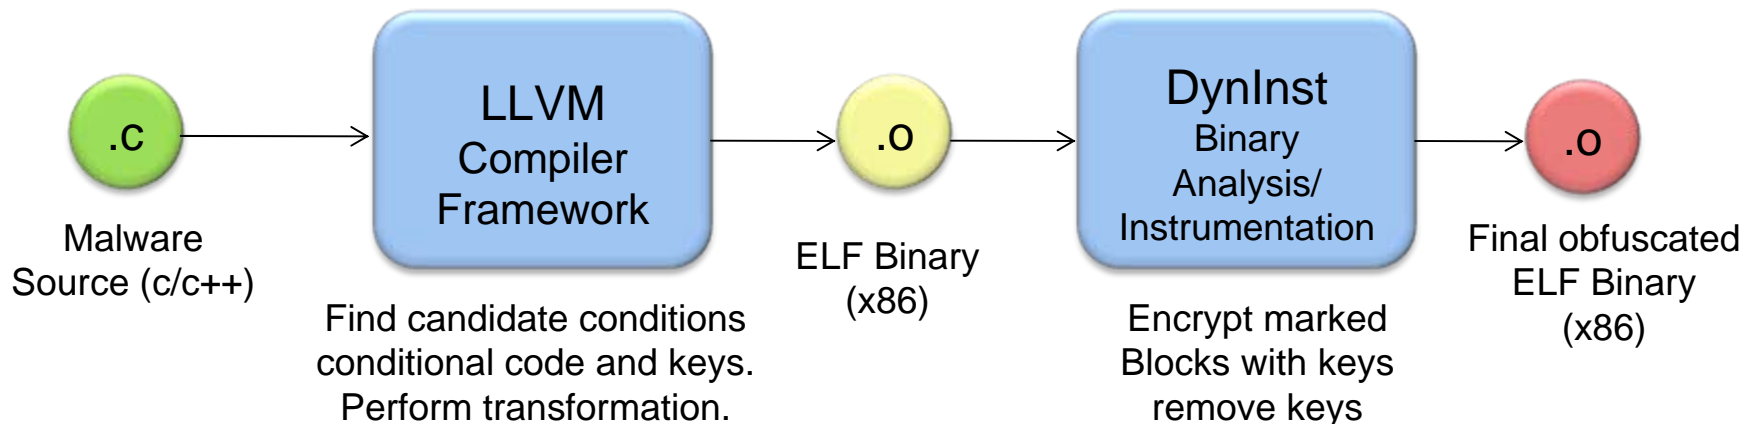 .c
Malware
Source (c/c++)
LLVM
Compiler
Framework
Find candidate conditions
conditional code and keys.
Perform transformation.
.o
ELF Binary
(x86)
DynInst
Binary
Analysis/
Instrumentation
Encrypt marked
Blocks with keys
remove keys
.o
Final obfuscated
ELF Binary
(x86)